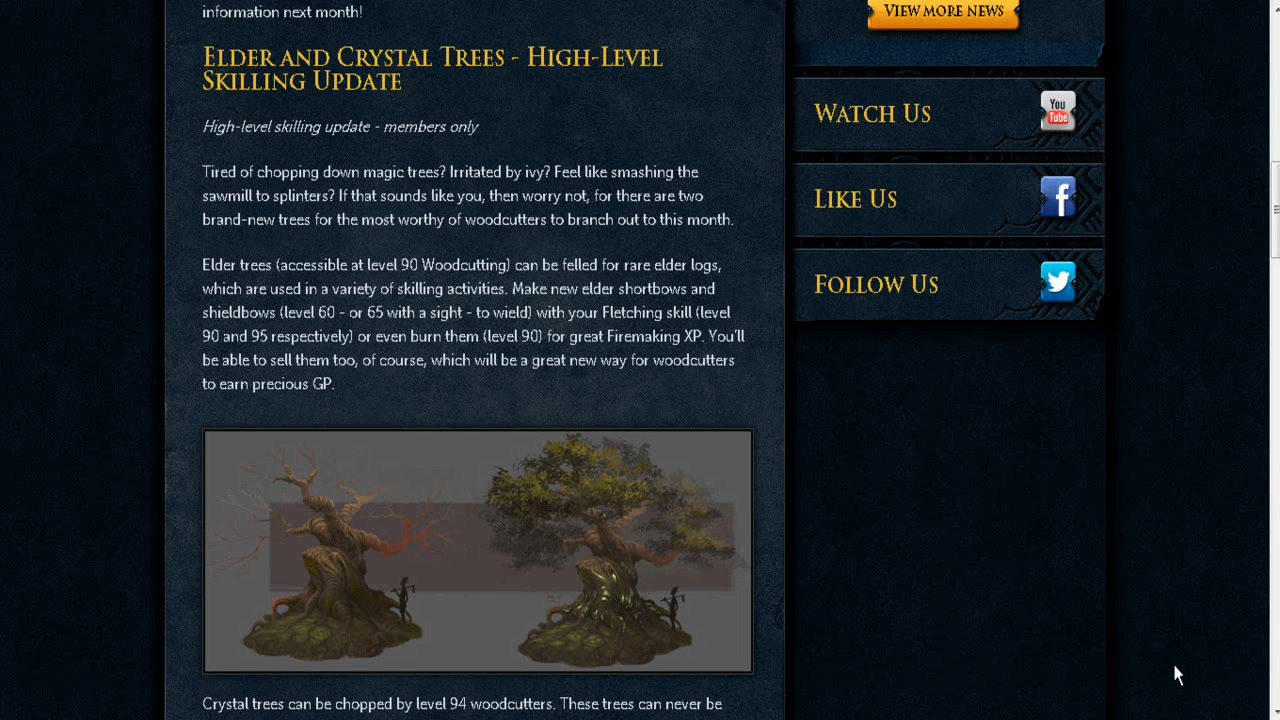 information next month!
VIEW MORE NEWS
ELDER AND CRYSTAL TREES - HIGH-LEVEL
SKILLING UPDATE
High-level skilling update - members only
Tired of chopping down magic trees? Irritated by ivy? Feel like smashing the
sawmill to splinters? If that sounds like you, then worry not, for there are two
brand-new trees for the most worthy of woodcutters to branch out to this month.
Elder trees (accessible at level 90 Woodcutting) can be felled for rare elder logs,
which are used in a variety of skilling activities. Make new elder shortbows and
shieldbows (level 60 - or 65 with a sight - to wield) with your Fletching skill (level
90 and 95 respectively) or even burn them (level 90) for great Firemaking XP. You'll
be able to sell them too, of course, which will be a great new way for woodcutters
to earn precious GP.
Crystal trees can be chopped by level 94 woodcutters. These trees can never be
WATCH US
You
Tube
LIKE US
f
FOLLOW US